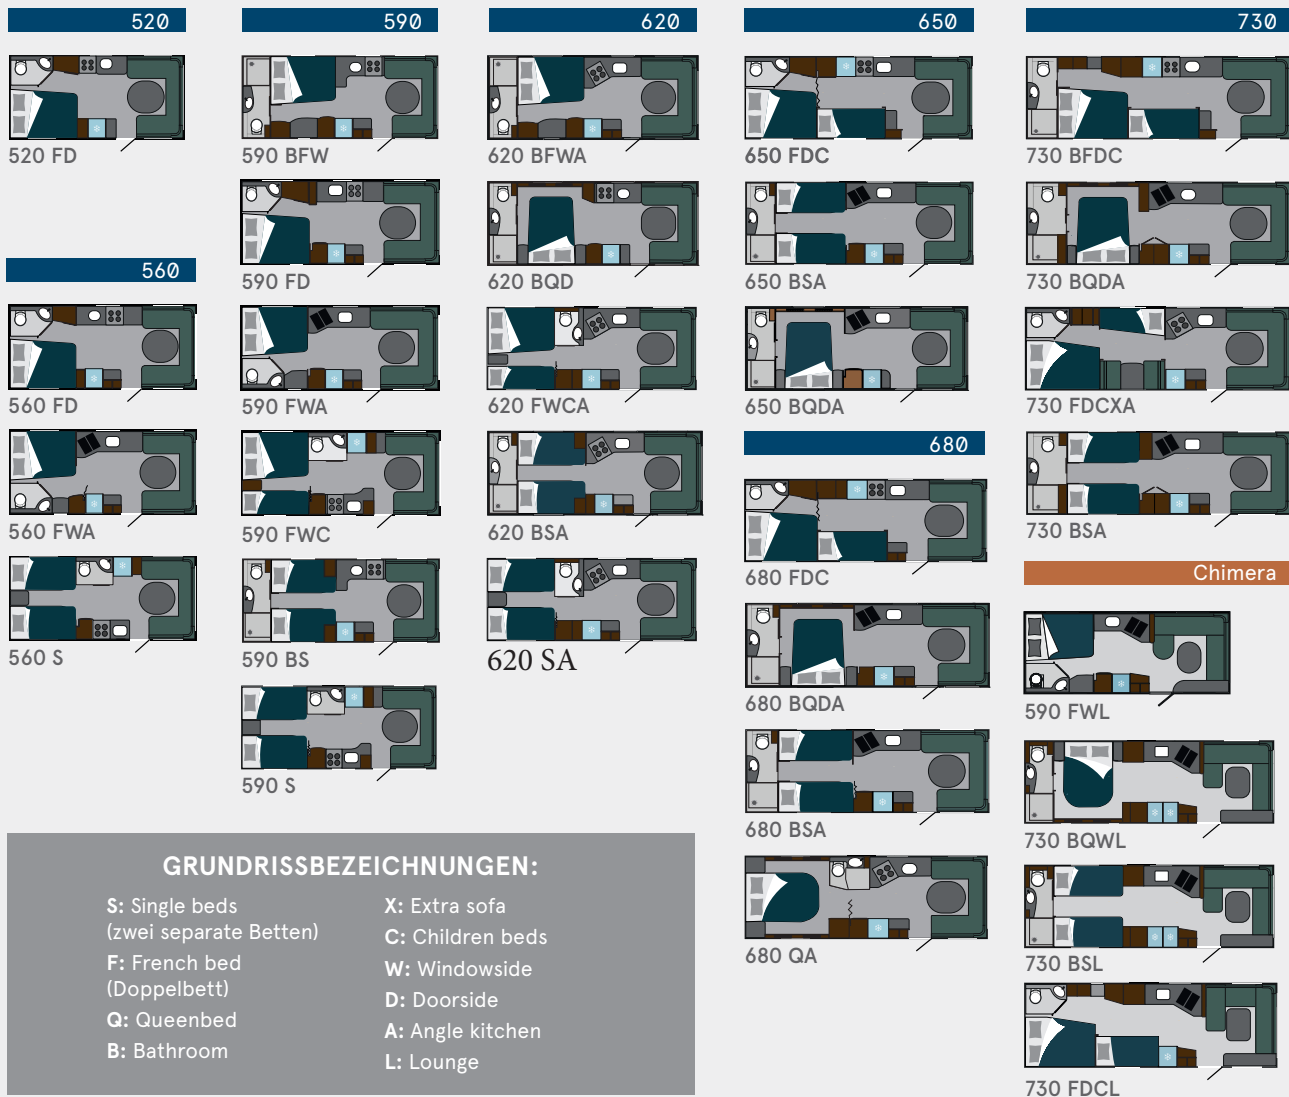 520
520 FD
560
560 FD
560 FWA
560 S
590
590 BFW
590 FD
590 FWA
590 FWC
590 BS
590 S
620
620 BFWA
620 BQD
620 FWCA
620 BSA
620 SA
650
650 FDC
650 BSA
650 BQDA
680
680 FDC
680 BQDA
680 BSA
680 QA
730
730 BFDC
730 BQDA
730 FDCXA
730 BSA
Chimera
590 FWL
730 BQWL
730 BSL
730 FDCL
GRUNDRISSBEZEICHNUNGEN:
S: Single beds
(zwei separate Betten)
F: French bed
(Doppelbett)
Q: Queenbed
B: Bathroom
X: Extra sofa
C: Children beds
W: Windowside
D: Doorside
A: Angle kitchen
L: Lounge